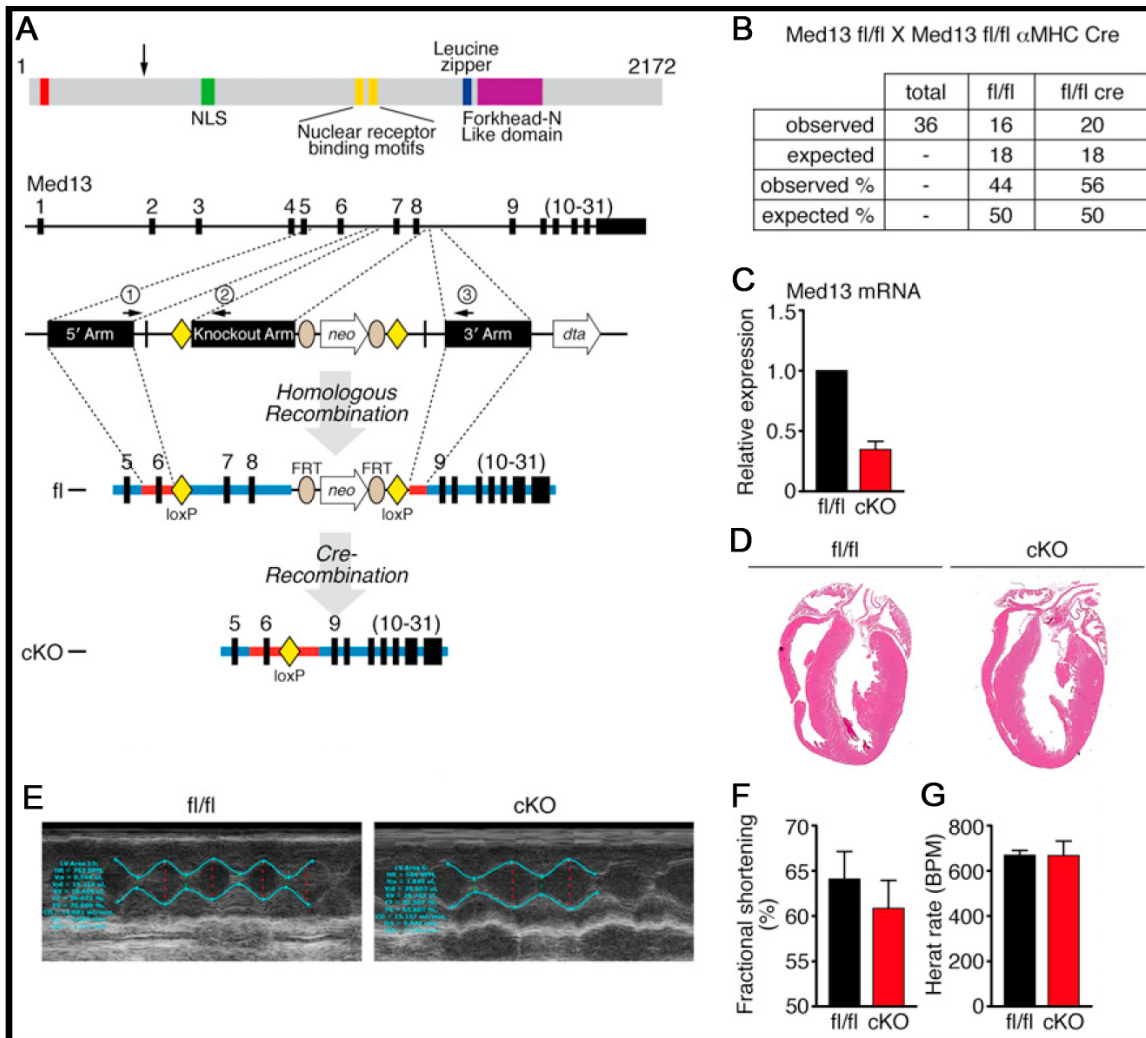 A
1
2172
Leucine
zipper
NLS
Nuclear receptor
binding motifs
Forkhead-N
Like domain
Med13
1 2 3 4 5 6 7 8 9 (10-31)
1 2 3
5' Arm Knockout Arm neo 3' Arm dta
Homologous
Recombination
5 6 7 8 FRT FRT 9 (10-31)
fl neo
loxP loxP
Cre-
Recombination
5 6 9 (10-31)
cKO
loxP
B
Med13 fl/fl X Med13 fl/fl αMHC Cre
total fl/fl fl/fl cre
observed 36 16 20
expected - 18 18
observed % - 44 56
expected % - 50 50
C
Med13 mRNA
Relative expression
1.5
1.0
0.5
0
fl/fl cKO
D
fl/fl cKO
E
fl/fl cKO
F
Fractional shortening
(%)
70
65
60
55
50
fl/fl cKO
G
Herat rate (BPM)
800
600
400
200
0
fl/fl cKO